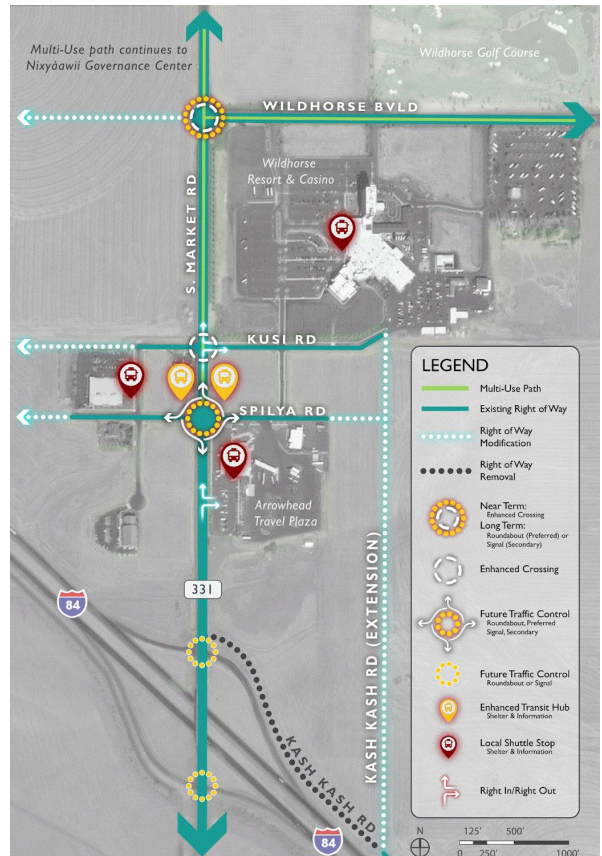 Multi-Use path continues to
Nixyáawii Governance Center
Wildhorse Golf Course
WILDHORSE BVLD
Wildhorse
Resort & Casino
S. MARKET RD
KUSI RD
SPILYA RD
Arrowhead
Travel Plaza
331
84
KASH KASH RD (EXTENSION)
KASH KASH RD
84
LEGEND
Multi-Use Path
Existing Right of Way
Right of Way
Modification
Right of Way
Removal
Near Term:
Enhanced Crossing
Long Term:
Roundabout (Preferred) or
Signal (Secondary)
Enhanced Crossing
Future Traffic Control
Roundabout, Preferred
Signal, Secondary
Future Traffic Control
Roundabout or Signal
Enhanced Transit Hub
Shelter & Information
Local Shuttle Stop
Shelter & Information
Right In/Right Out
N
125'
500'
0
250'
1000'